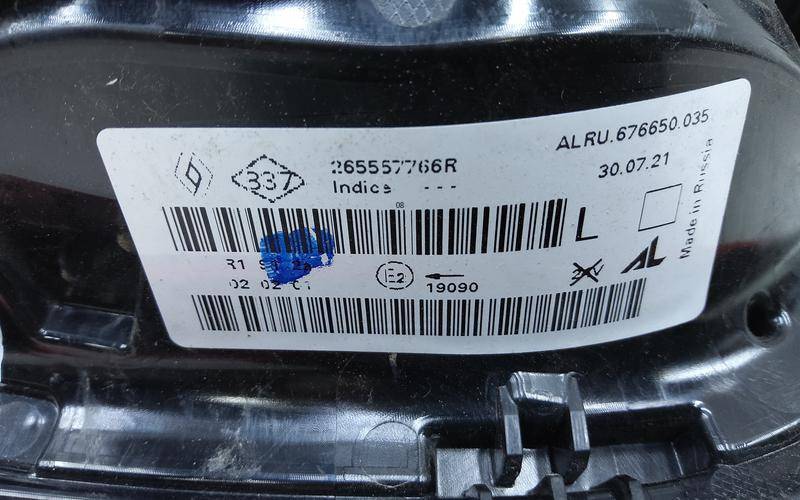 337
265557766R
Indice ---
08
L
R1
02 02 01
E2
19090
AL
ALRU.676650.035
30.07.21
Made in Russia